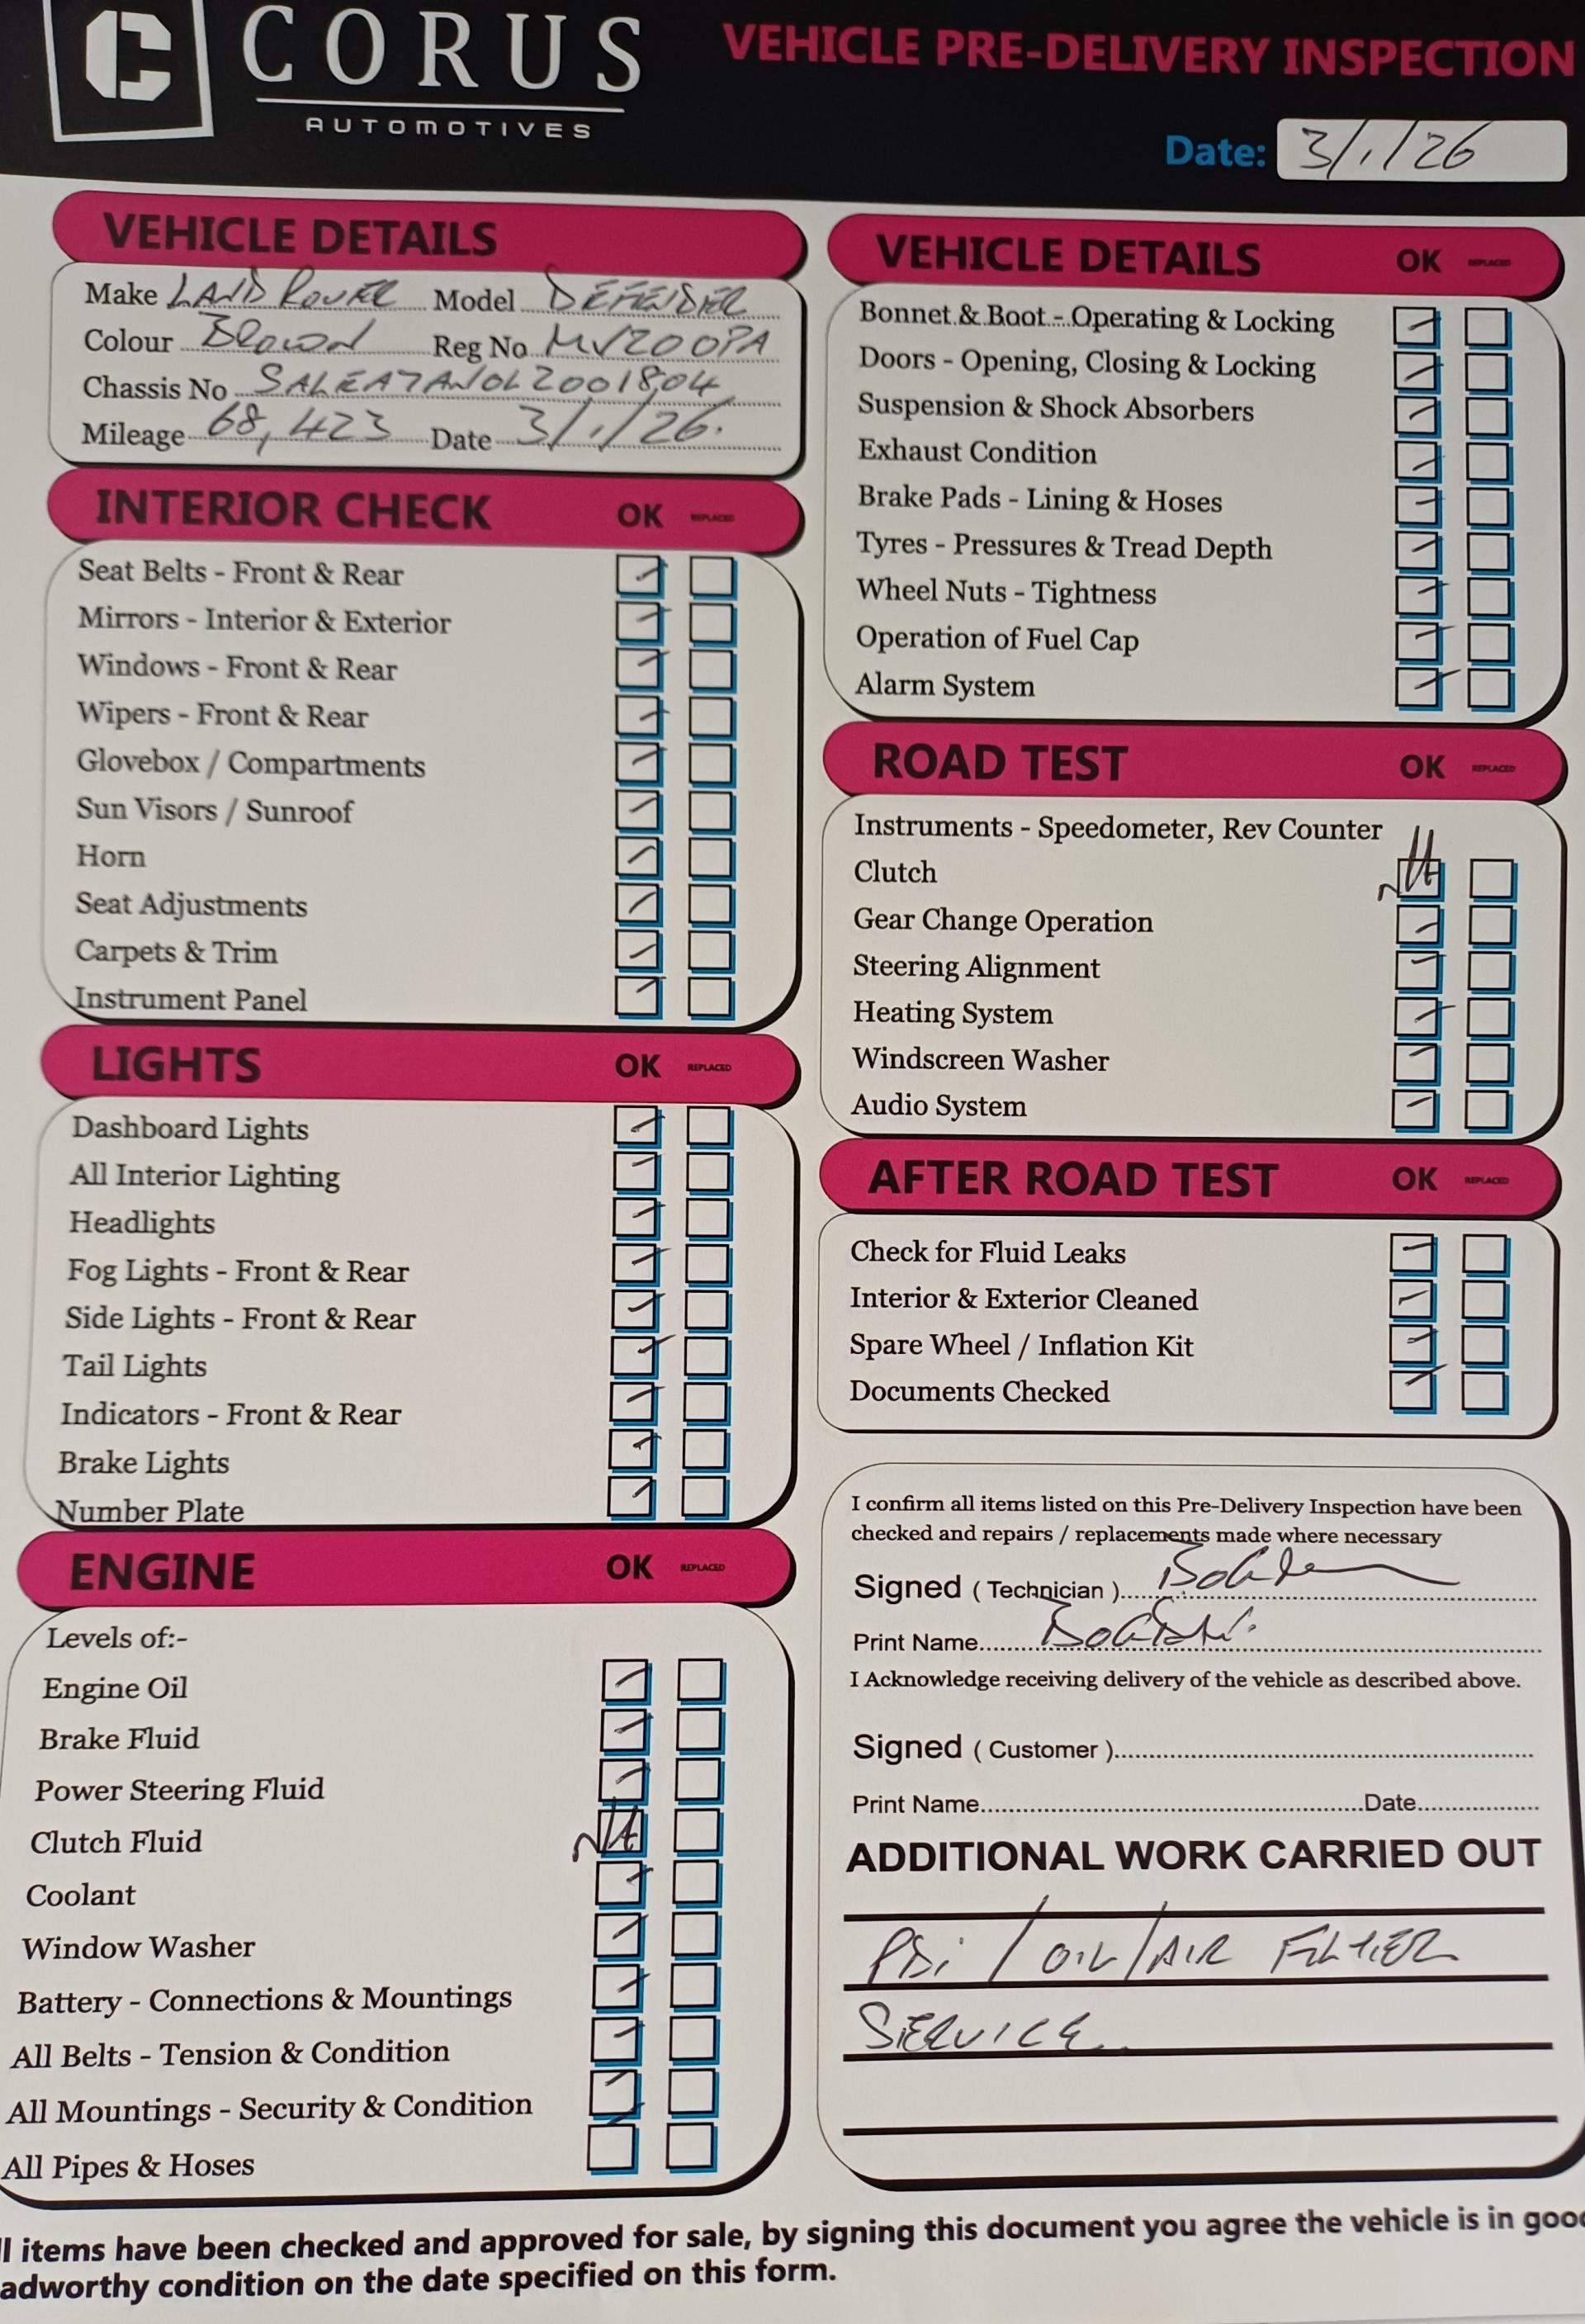 C CORUS
AUTOMOTIVES
VEHICLE PRE-DELIVERY INSPECTION
Date: 3/1/26
VEHICLE DETAILS
Make LAND ROVER Model DEFENDER
Colour BROWN Reg No MV20OPA
Chassis No SALEA7AN0L2001804
Mileage 68,423 Date 3/1/26.
INTERIOR CHECK OK REPLACED
Seat Belts - Front & Rear
Mirrors - Interior & Exterior
Windows - Front & Rear
Wipers - Front & Rear
Glovebox / Compartments
Sun Visors / Sunroof
Horn
Seat Adjustments
Carpets & Trim
Instrument Panel
LIGHTS OK REPLACED
Dashboard Lights
All Interior Lighting
Headlights
Fog Lights - Front & Rear
Side Lights - Front & Rear
Tail Lights
Indicators - Front & Rear
Brake Lights
Number Plate
ENGINE OK REPLACED
Levels of:-
Engine Oil
Brake Fluid
Power Steering Fluid
Clutch Fluid N/A
Coolant
Window Washer
Battery - Connections & Mountings
All Belts - Tension & Condition
All Mountings - Security & Condition
All Pipes & Hoses
VEHICLE DETAILS OK REPLACED
Bonnet & Boot - Operating & Locking
Doors - Opening, Closing & Locking
Suspension & Shock Absorbers
Exhaust Condition
Brake Pads - Lining & Hoses
Tyres - Pressures & Tread Depth
Wheel Nuts - Tightness
Operation of Fuel Cap
Alarm System
ROAD TEST OK REPLACED
Instruments - Speedometer, Rev Counter
Clutch N/A
Gear Change Operation
Steering Alignment
Heating System
Windscreen Washer
Audio System
AFTER ROAD TEST OK REPLACED
Check for Fluid Leaks
Interior & Exterior Cleaned
Spare Wheel / Inflation Kit
Documents Checked
I confirm all items listed on this Pre-Delivery Inspection have been
checked and repairs / replacements made where necessary
Signed ( Technician )
Print Name
I Acknowledge receiving delivery of the vehicle as described above.
Signed ( Customer )
Print Name Date
ADDITIONAL WORK CARRIED OUT
PDi / OIL / AIR FILTER
SERVICE
ll items have been checked and approved for sale, by signing this document you agree the vehicle is in good
adworthy condition on the date specified on this form.